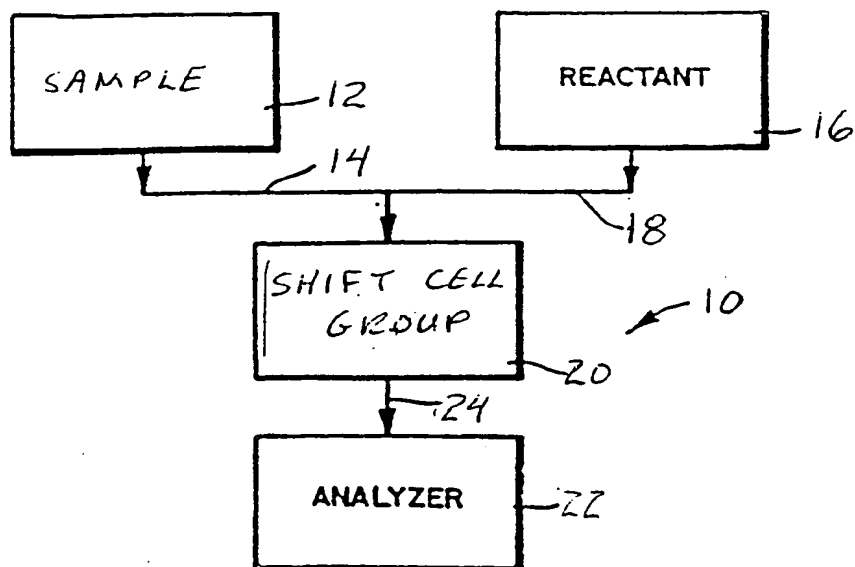 SAMPLE
12
REACTANT
16
14
18
SHIFT CELL
GROUP
10
20
24
ANALYZER
22